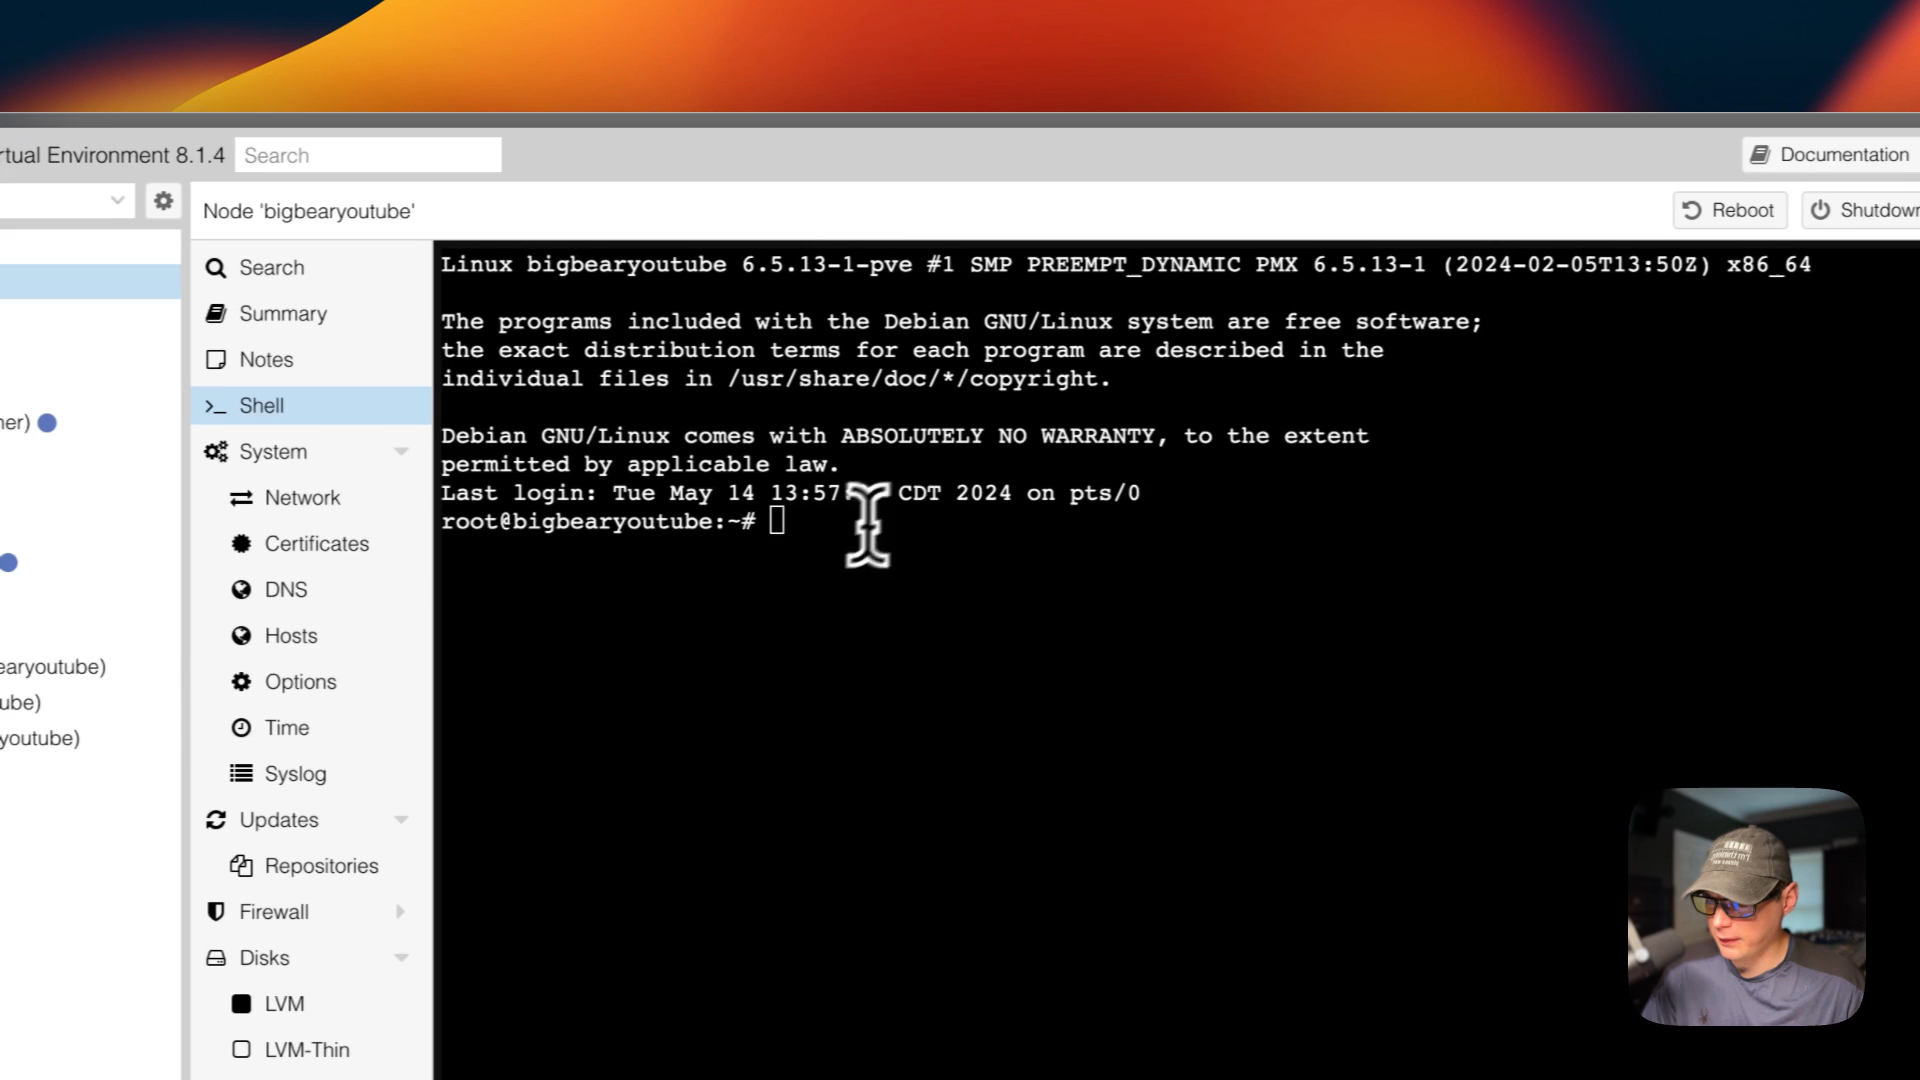 rtual Environment 8.1.4
Search
Documentation
Node 'bigbearyoutube'
Reboot
Shutdown
Search
Summary
Notes
Shell
System
Network
Certificates
DNS
Hosts
Options
Time
Syslog
Updates
Repositories
Firewall
Disks
LVM
LVM-Thin
ner)
earyoutube)
ube)
youtube)
Linux bigbearyoutube 6.5.13-1-pve #1 SMP PREEMPT_DYNAMIC PMX 6.5.13-1 (2024-02-05T13:50Z) x86_64
The programs included with the Debian GNU/Linux system are free software;
the exact distribution terms for each program are described in the
individual files in /usr/share/doc/*/copyright.
Debian GNU/Linux comes with ABSOLUTELY NO WARRANTY, to the extent
permitted by applicable law.
Last login: Tue May 14 13:57 CDT 2024 on pts/0
root@bigbearyoutube:~#